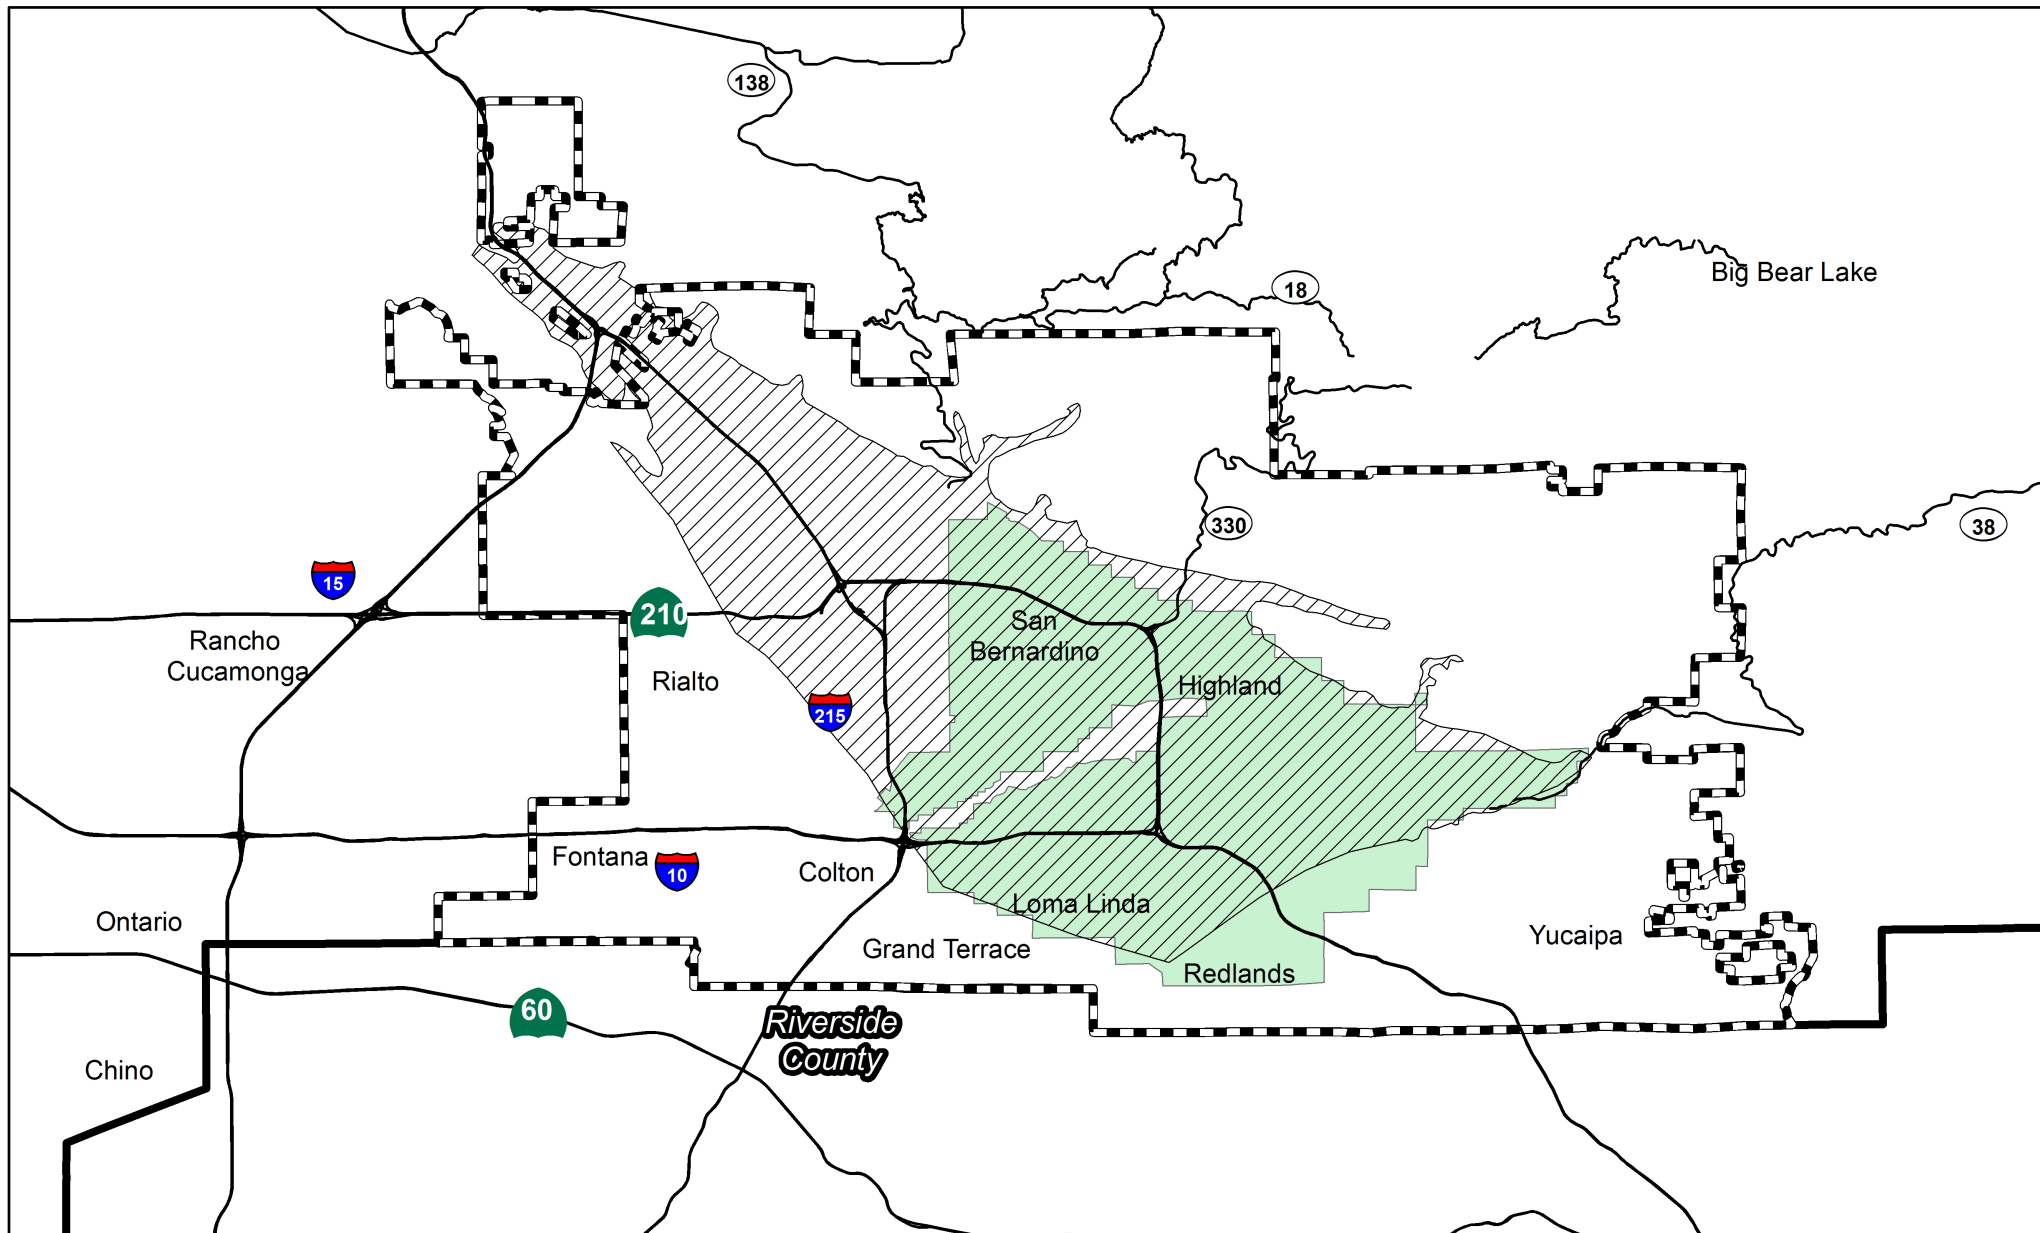 138
Big Bear Lake
18
330
38
15
210
San
Bernardino
Rancho
Cucamonga
Rialto
Highland
215
Fontana
10
Colton
Loma Linda
Ontario
Grand Terrace
Yucaipa
Redlands
60
Riverside
County
Chino